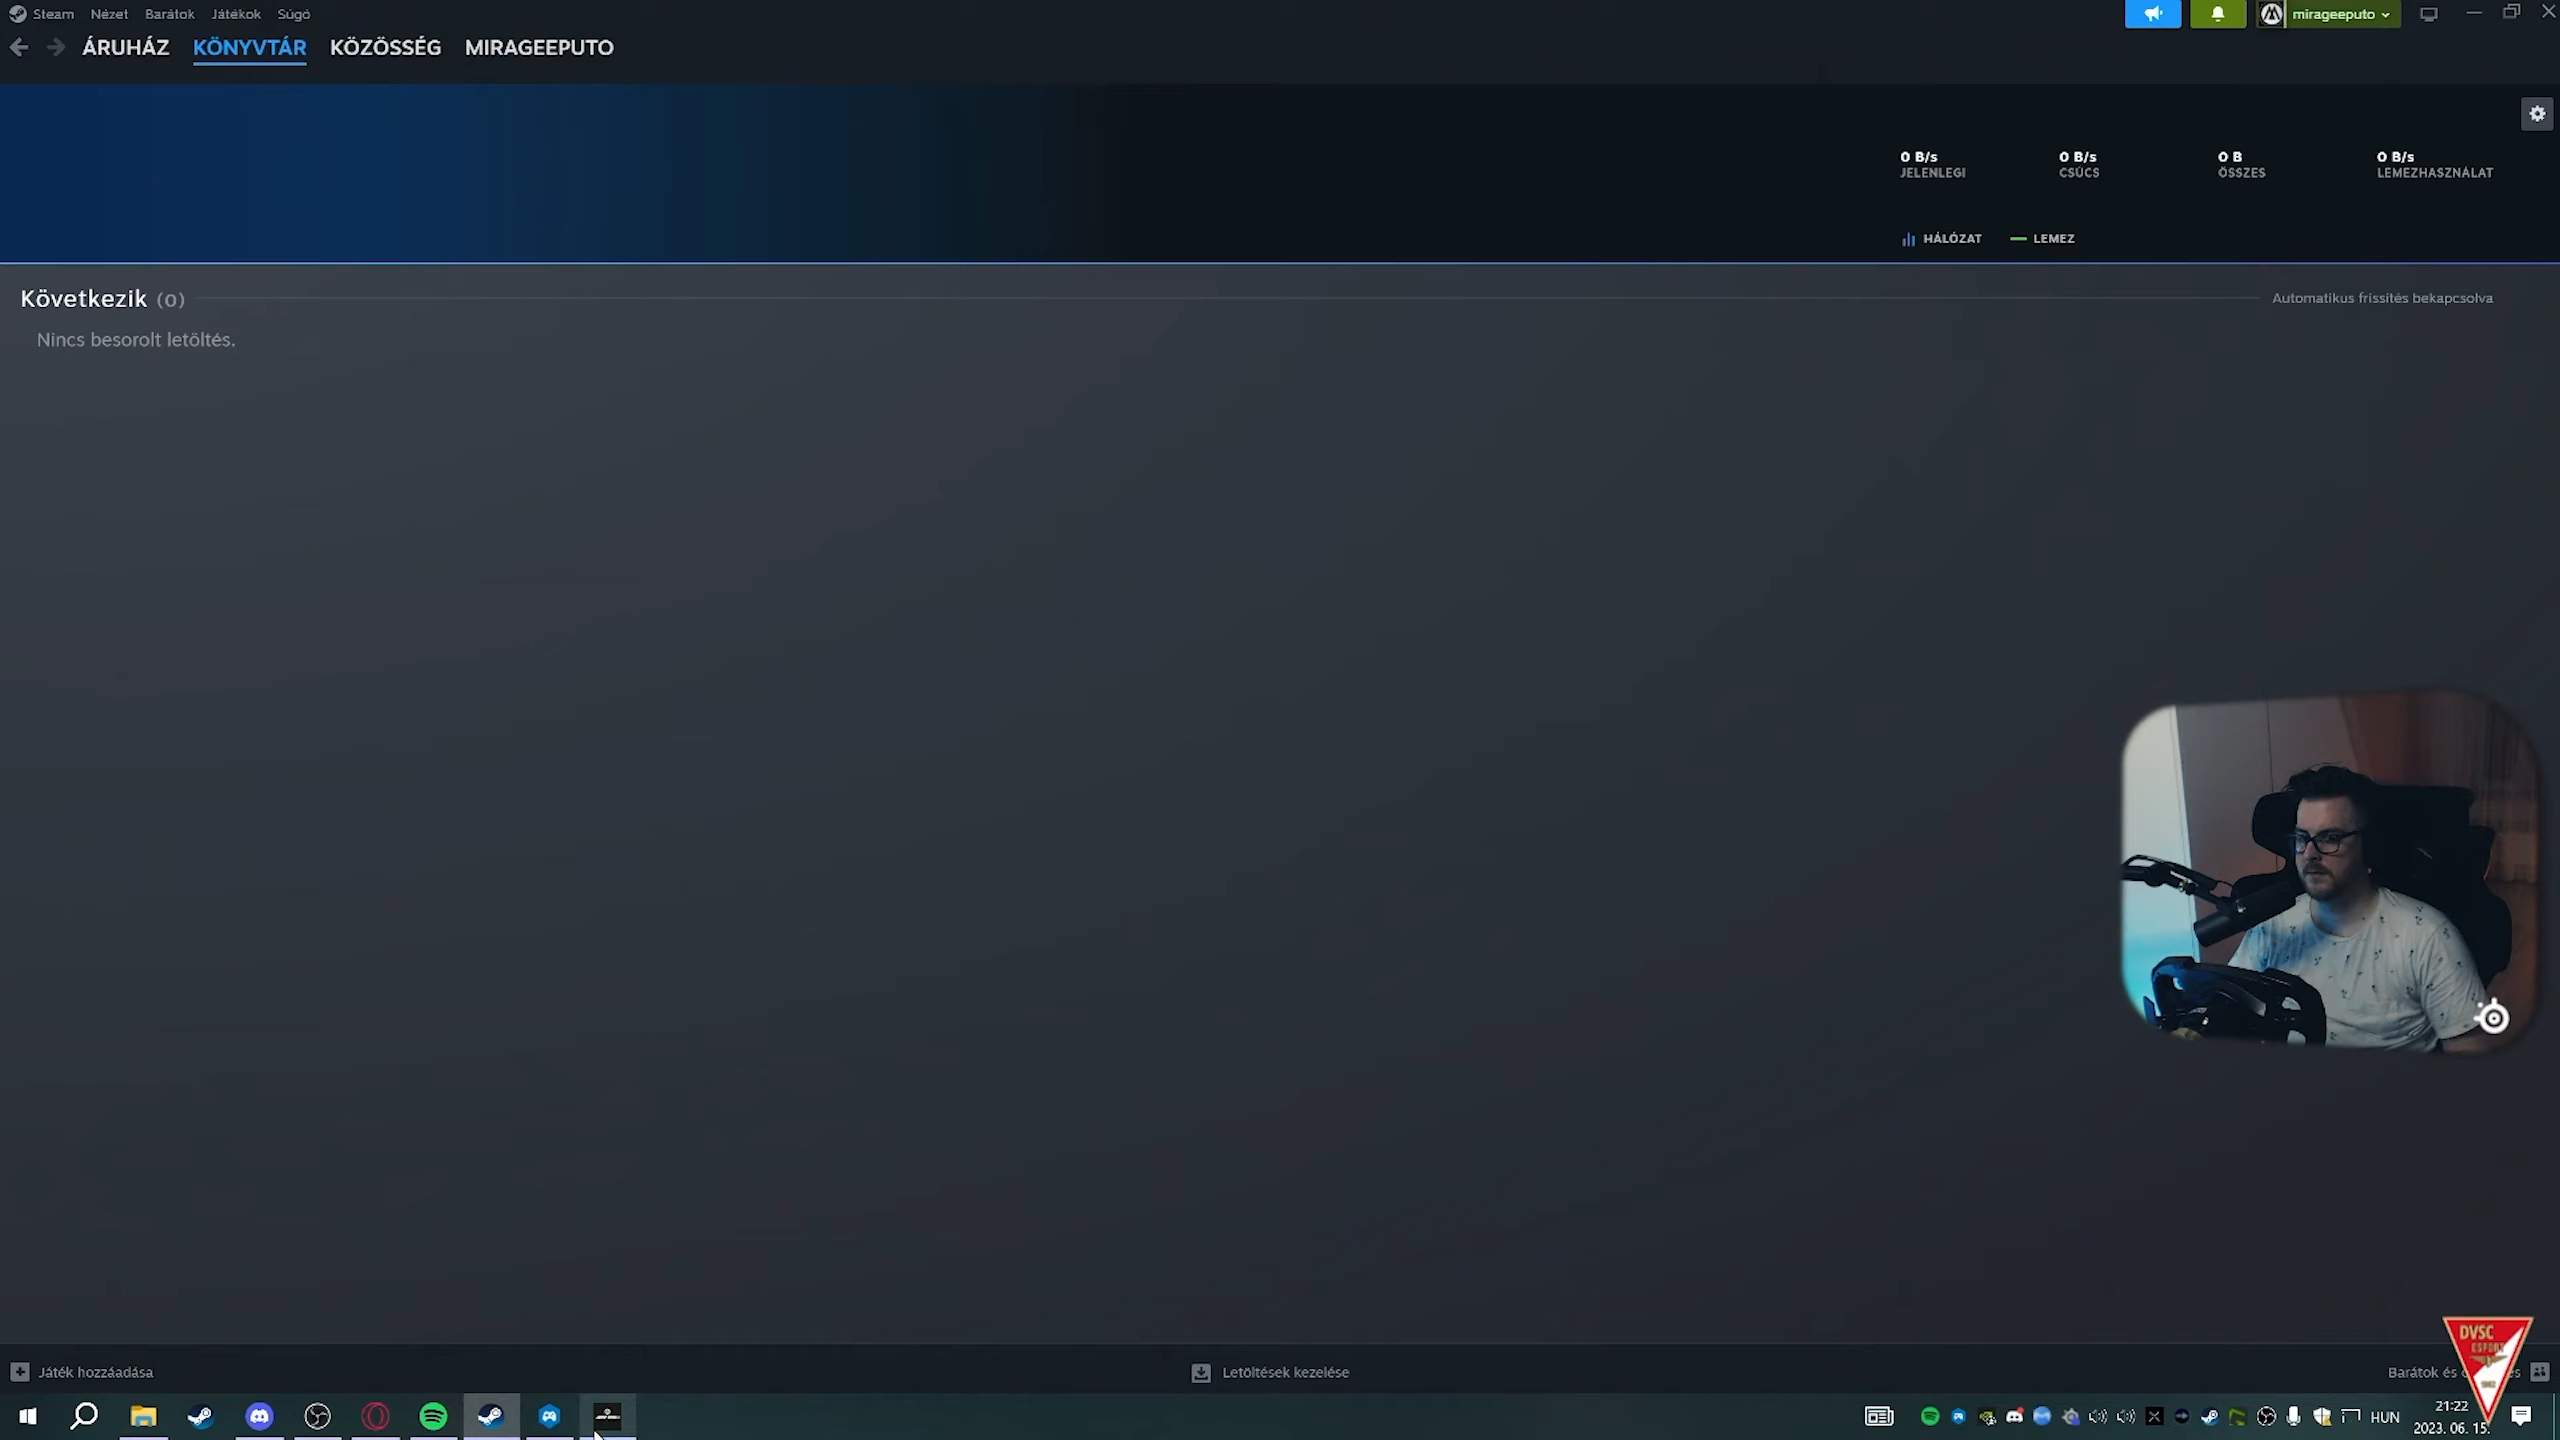 Steam Nézet Barátok Játékok Súgó
mirageeputo
ÁRUHÁZ KÖNYVTÁR KÖZÖSSÉG MIRAGEEPUTO
0 B/s 0 B/s 0 B 0 B/s
JELENLEGI CSÚCS ÖSSZES LEMEZHASZNÁLAT
HÁLÓZAT LEMEZ
Következik (0) Automatikus frissítés bekapcsolva
Nincs besorolt letöltés.
DVSC
ESPORT
Játék hozzáadása Letöltések kezelése Barátok és
21:22
HUN
2023. 06. 15.